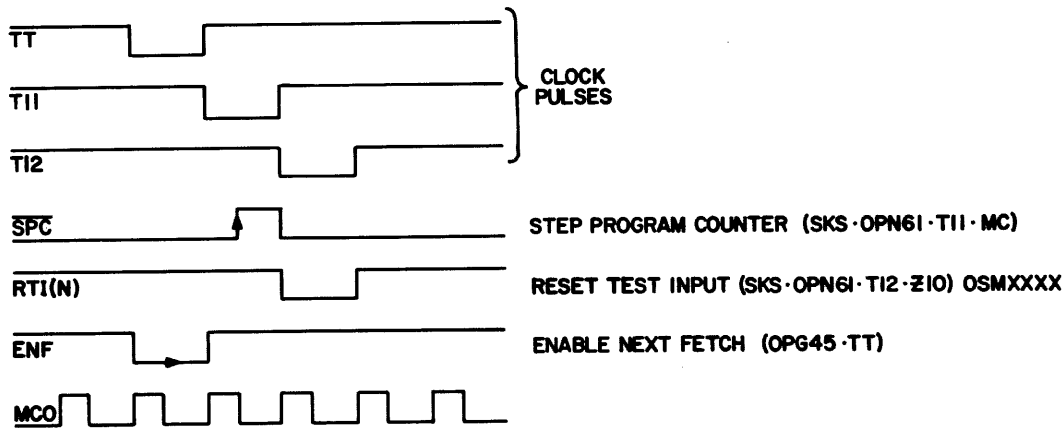 TT
T11
CLOCK
PULSES
T12
SPC
STEP PROGRAM COUNTER (SKS·OPN61·T11·MC)
RTI(N)
RESET TEST INPUT (SKS·OPN61·T12·Z10) OSMXXXX
ENF
ENABLE NEXT FETCH (OPG45·TT)
MCO